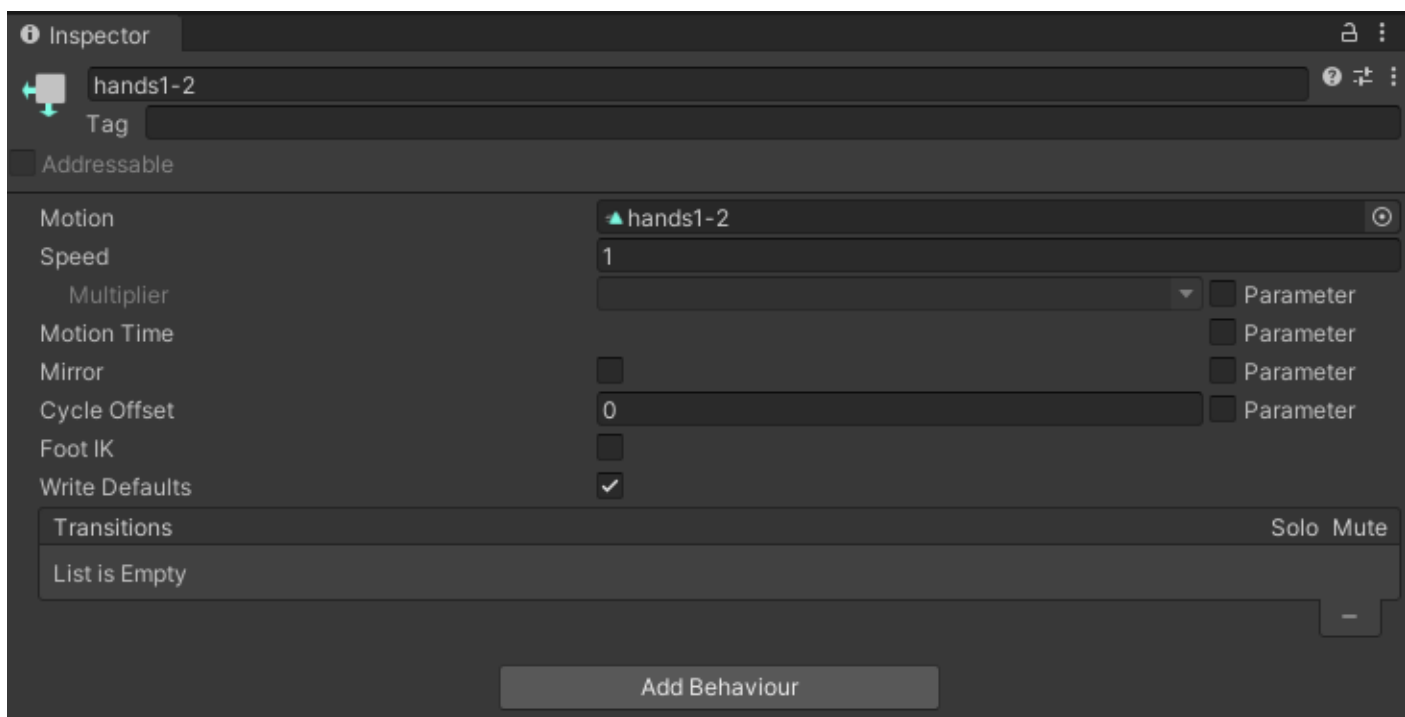 Inspector
hands1-2
Tag
Addressable
Motion hands1-2
Speed 1
Multiplier Parameter
Motion Time Parameter
Mirror Parameter
Cycle Offset 0 Parameter
Foot IK
Write Defaults
Transitions Solo Mute
List is Empty
Add Behaviour